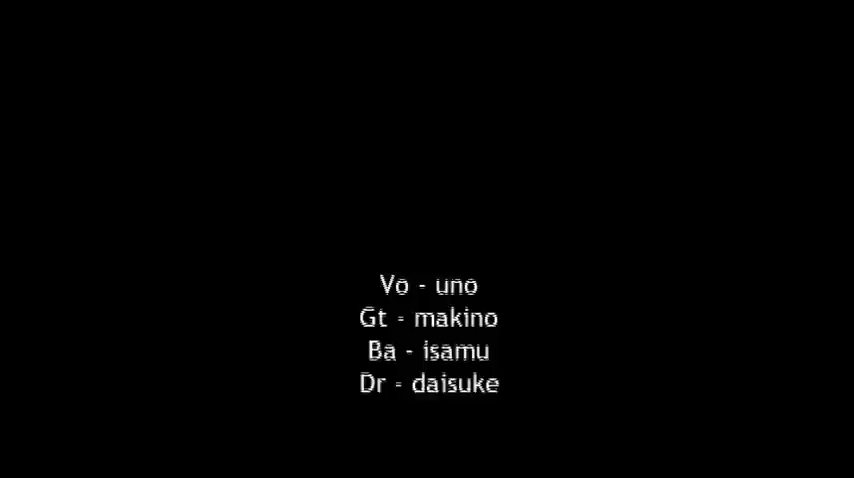 Vo - uno
Gt - makino
Ba - isamu
Dr - daisuke